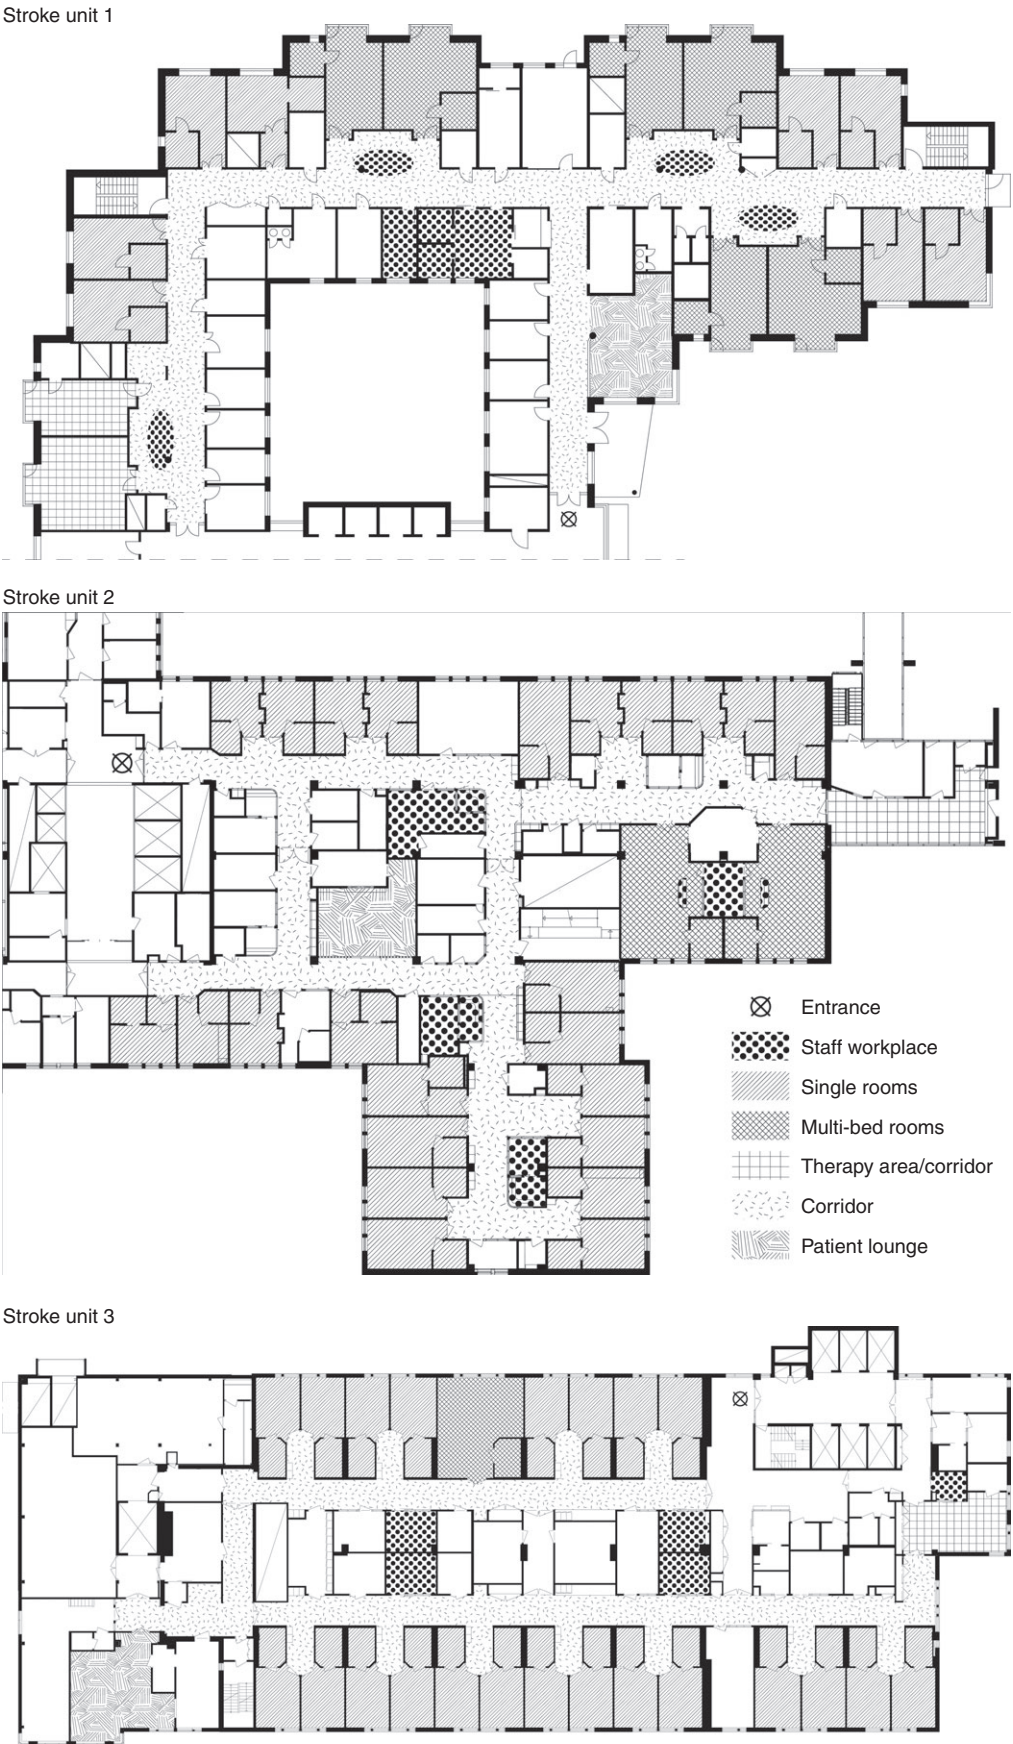 Stroke unit 1
Stroke unit 2
Entrance
Staff workplace
Single rooms
Multi-bed rooms
Therapy area/corridor
Corridor
Patient lounge
Stroke unit 3